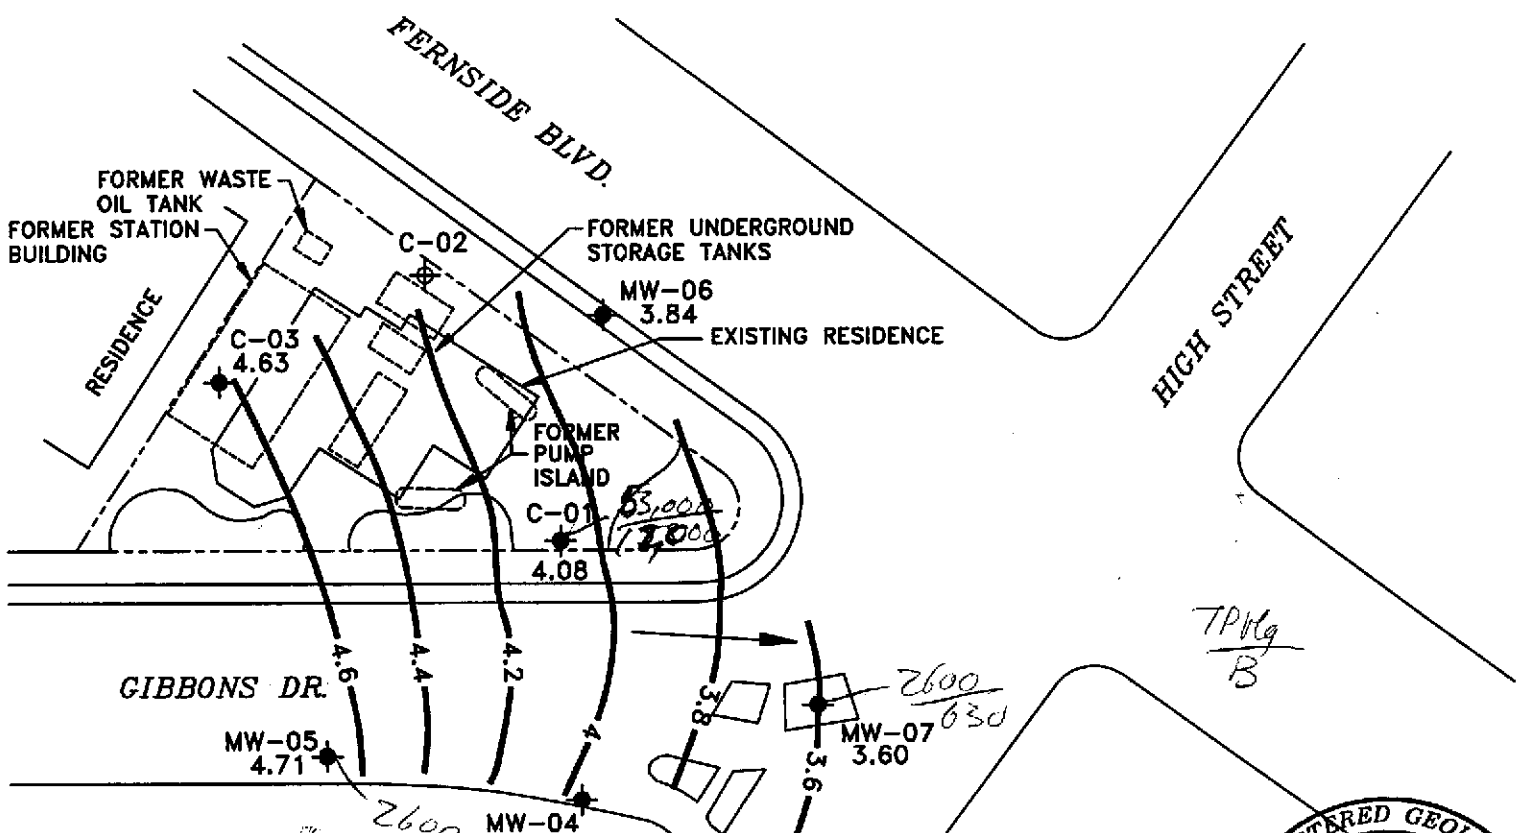 FERNSIDE BLVD.
FORMER WASTE
OIL TANK
FORMER STATION
BUILDING
C-02
FORMER UNDERGROUND
STORAGE TANKS
HIGH STREET
RESIDENCE
MW-06
3.84
C-03
4.63
EXISTING RESIDENCE
FORMER
PUMP
ISLAND
C-01
4.08
TPHg
B
4.6
4.4
4.2
4
3.8
3.6
GIBBONS DR.
2600
630
MW-07
3.60
MW-05
4.71
2600
MW-04